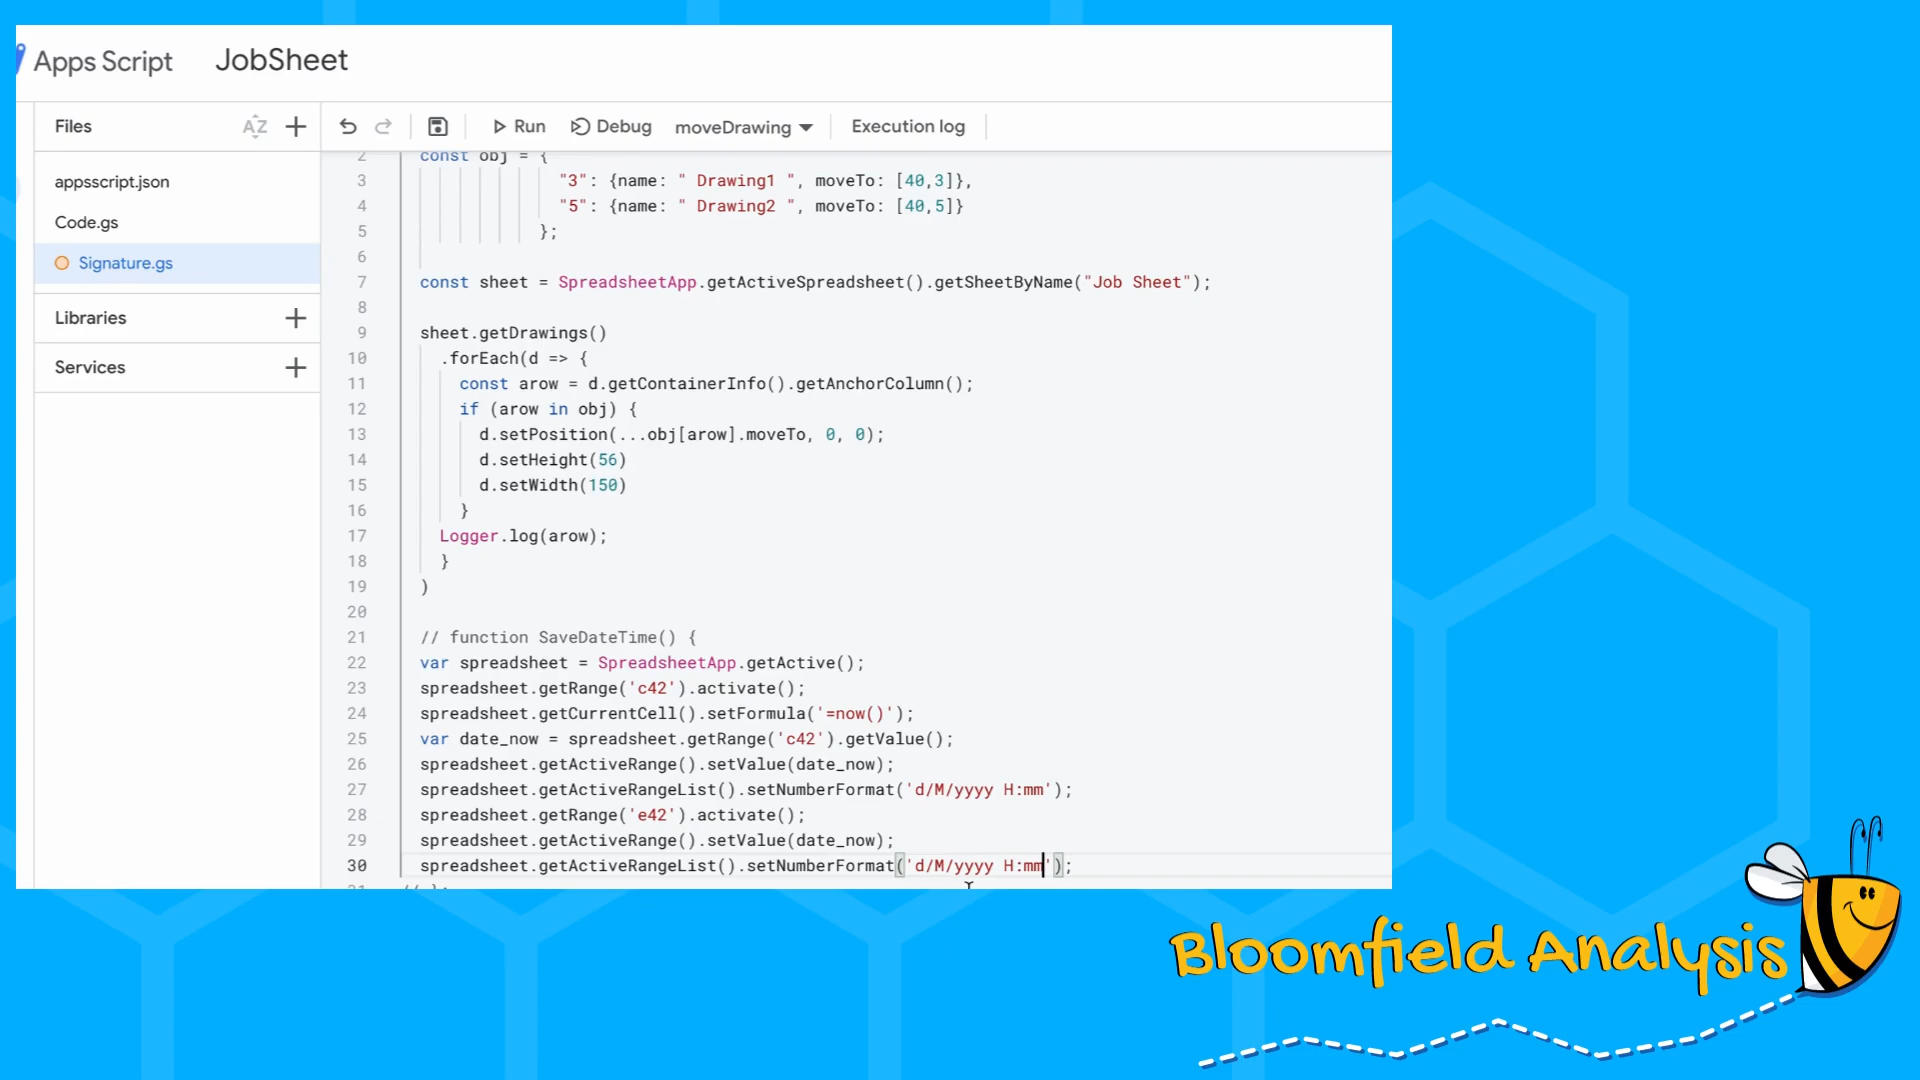 Apps Script JobSheet
Files AZ
Run Debug moveDrawing Execution log
appsscript.json
Code.gs
Signature.gs
Libraries
Services
2 const obj = {
3 "3": {name: " Drawing1 ", moveTo: [40,3]},
4 "5": {name: " Drawing2 ", moveTo: [40,5]}
5 };
6
7 const sheet = SpreadsheetApp.getActiveSpreadsheet().getSheetByName("Job Sheet");
8
9 sheet.getDrawings()
10 .forEach(d => {
11 const arow = d.getContainerInfo().getAnchorColumn();
12 if (arow in obj) {
13 d.setPosition(...obj[arow].moveTo, 0, 0);
14 d.setHeight(56)
15 d.setWidth(150)
16 }
17 Logger.log(arow);
18 }
19 )
20
21 // function SaveDateTime() {
22 var spreadsheet = SpreadsheetApp.getActive();
23 spreadsheet.getRange('c42').activate();
24 spreadsheet.getCurrentCell().setFormula('=now()');
25 var date_now = spreadsheet.getRange('c42').getValue();
26 spreadsheet.getActiveRange().setValue(date_now);
27 spreadsheet.getActiveRangeList().setNumberFormat('d/M/yyyy H:mm');
28 spreadsheet.getRange('e42').activate();
29 spreadsheet.getActiveRange().setValue(date_now);
30 spreadsheet.getActiveRangeList().setNumberFormat('d/M/yyyy H:mm');
Bloomfield Analysis